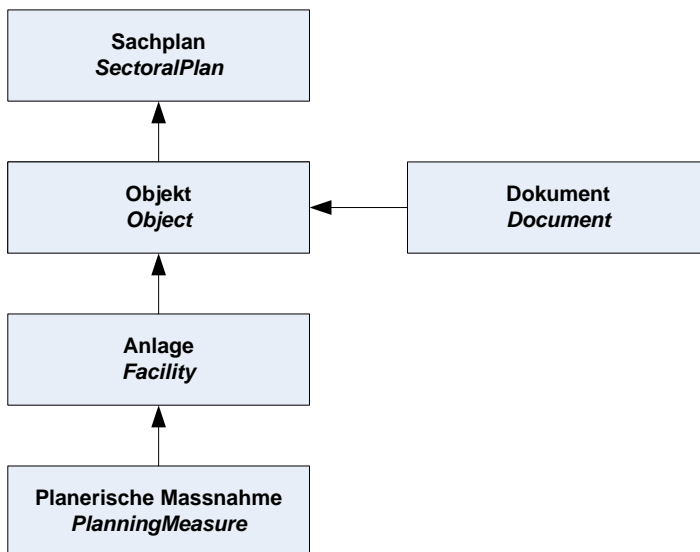 Sachplan
SectoralPlan
Objekt
Object
Dokument
Document
Anlage
Facility
Planerische Massnahme
PlanningMeasure